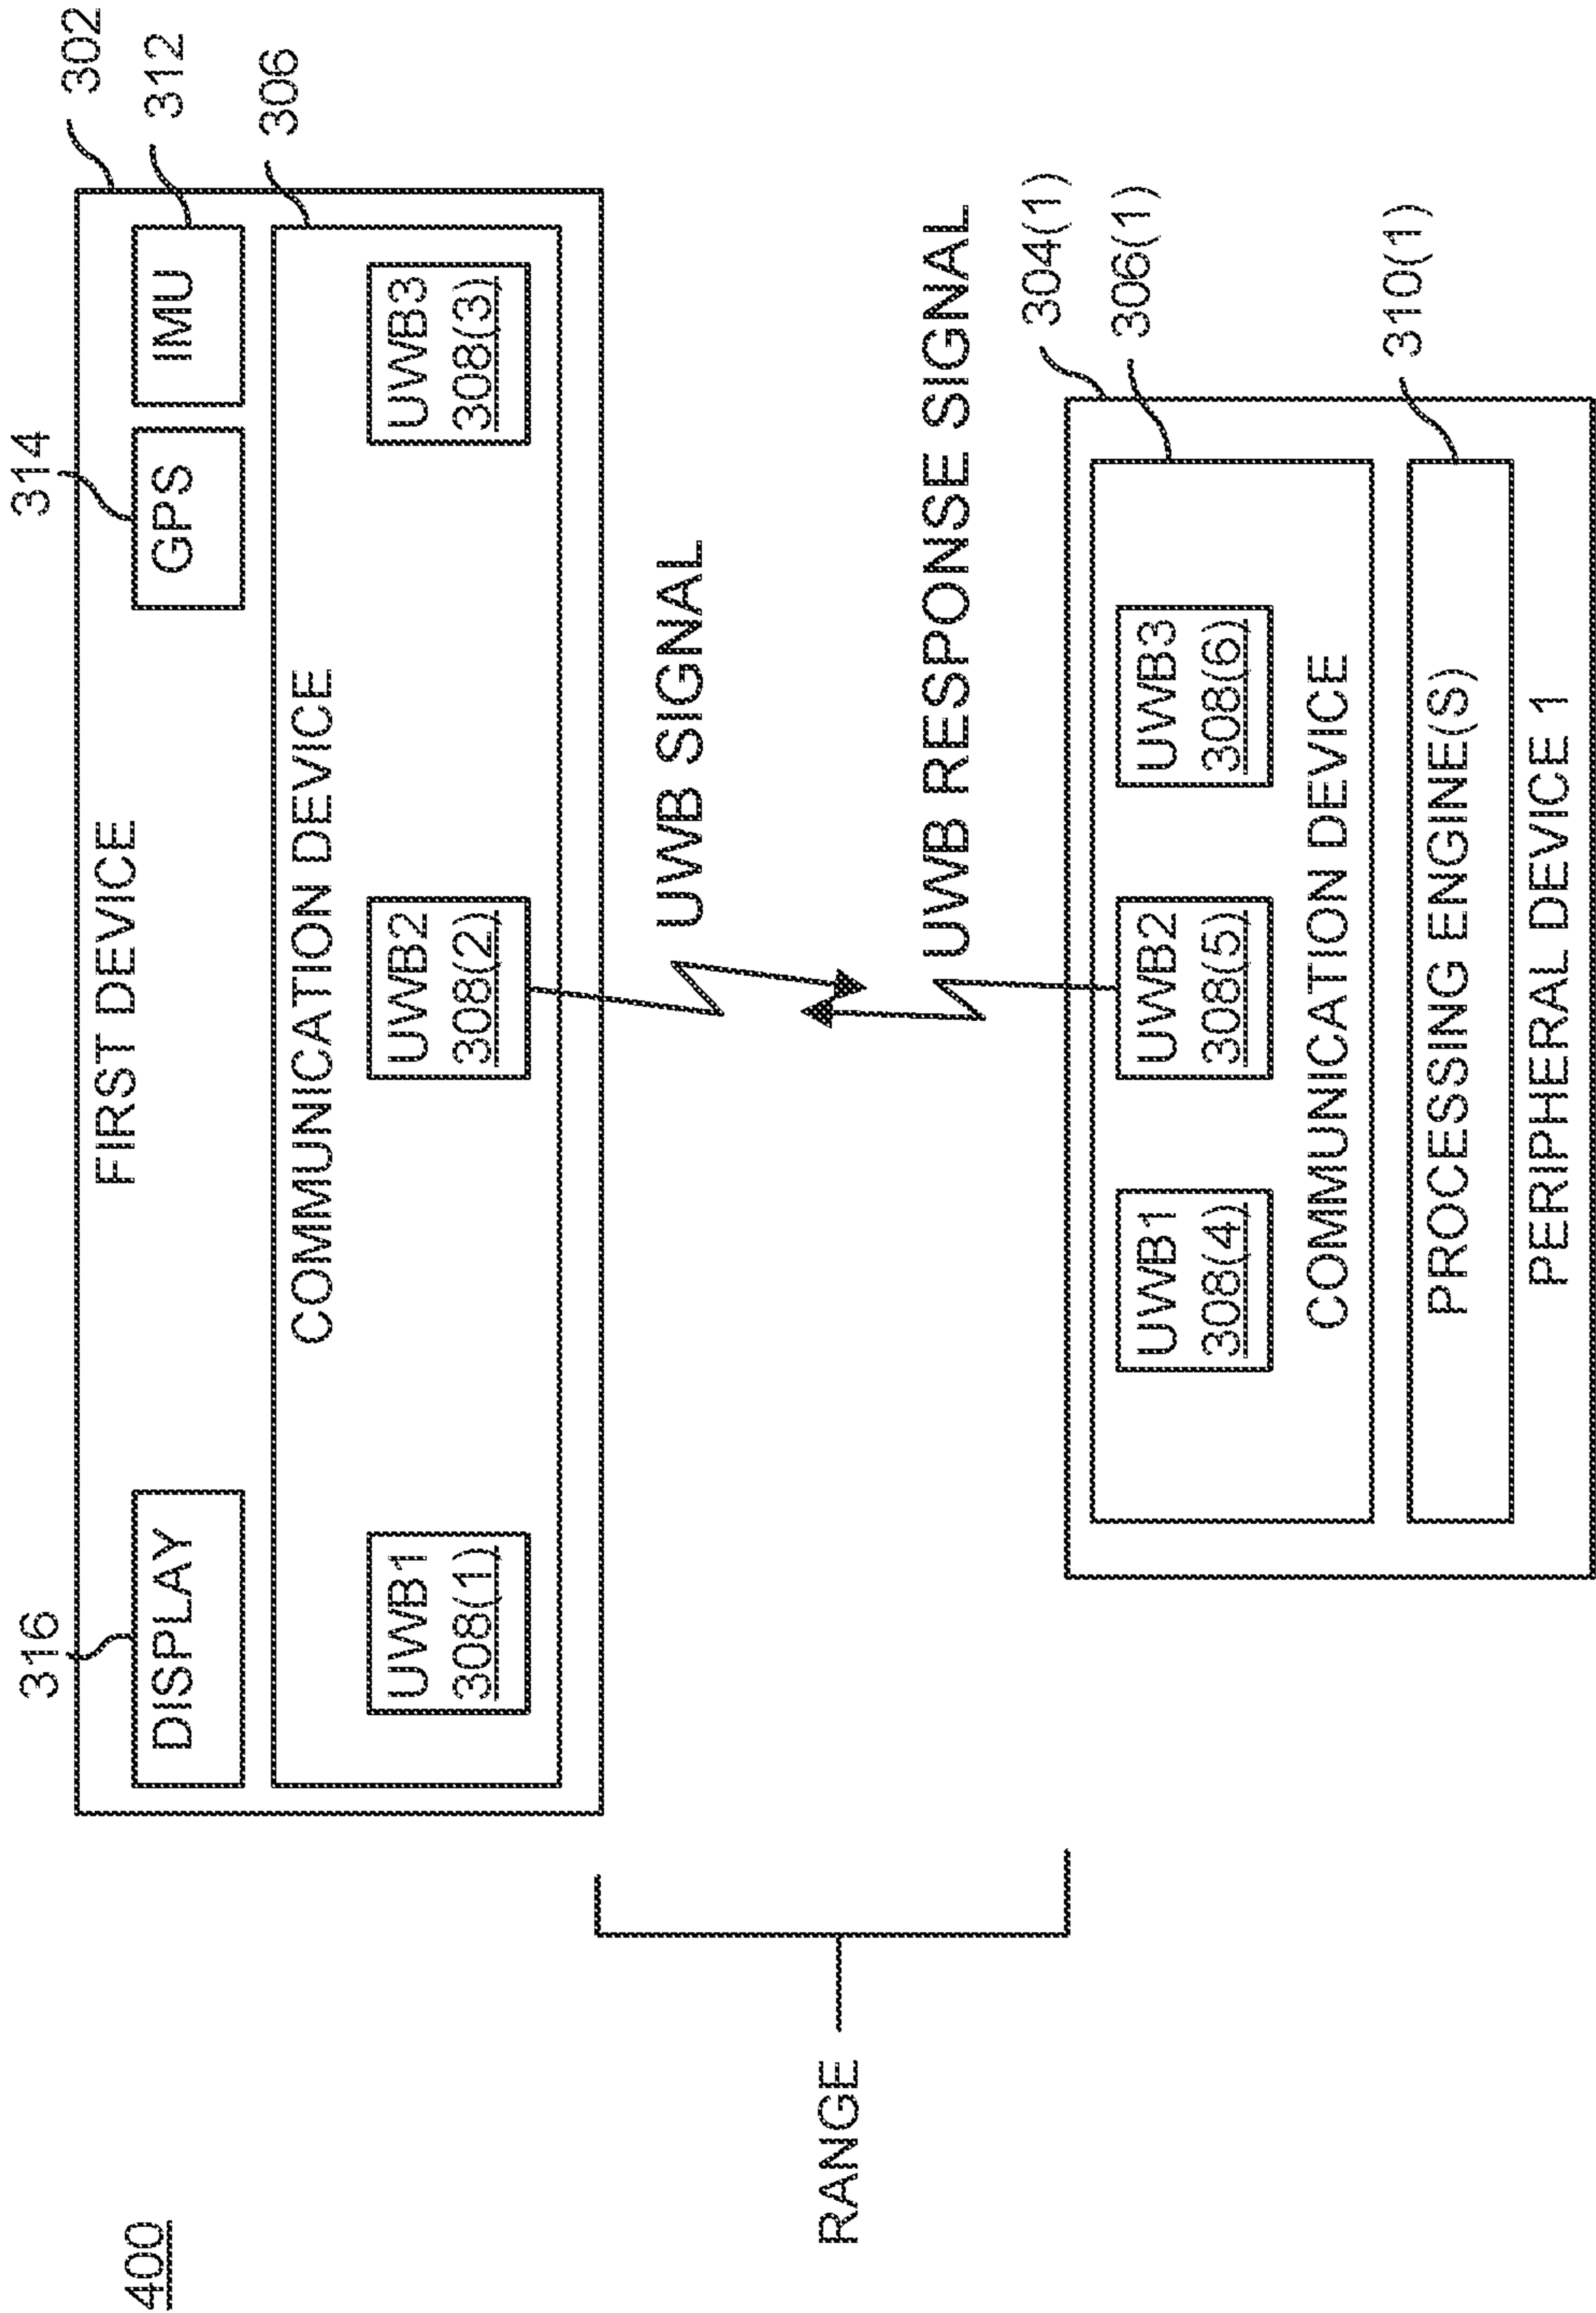 400
FIRST DEVICE
302
316
DISPLAY
314
GPS
IMU
312
COMMUNICATION DEVICE
306
UWB1
308(1)
UWB2
308(2)
UWB3
308(3)
RANGE
UWB SIGNAL
UWB RESPONSE SIGNAL
304(1)
306(1)
UWB1
308(4)
UWB2
308(5)
UWB3
308(6)
COMMUNICATION DEVICE
310(1)
PROCESSING ENGINE(S)
PERIPHERAL DEVICE 1